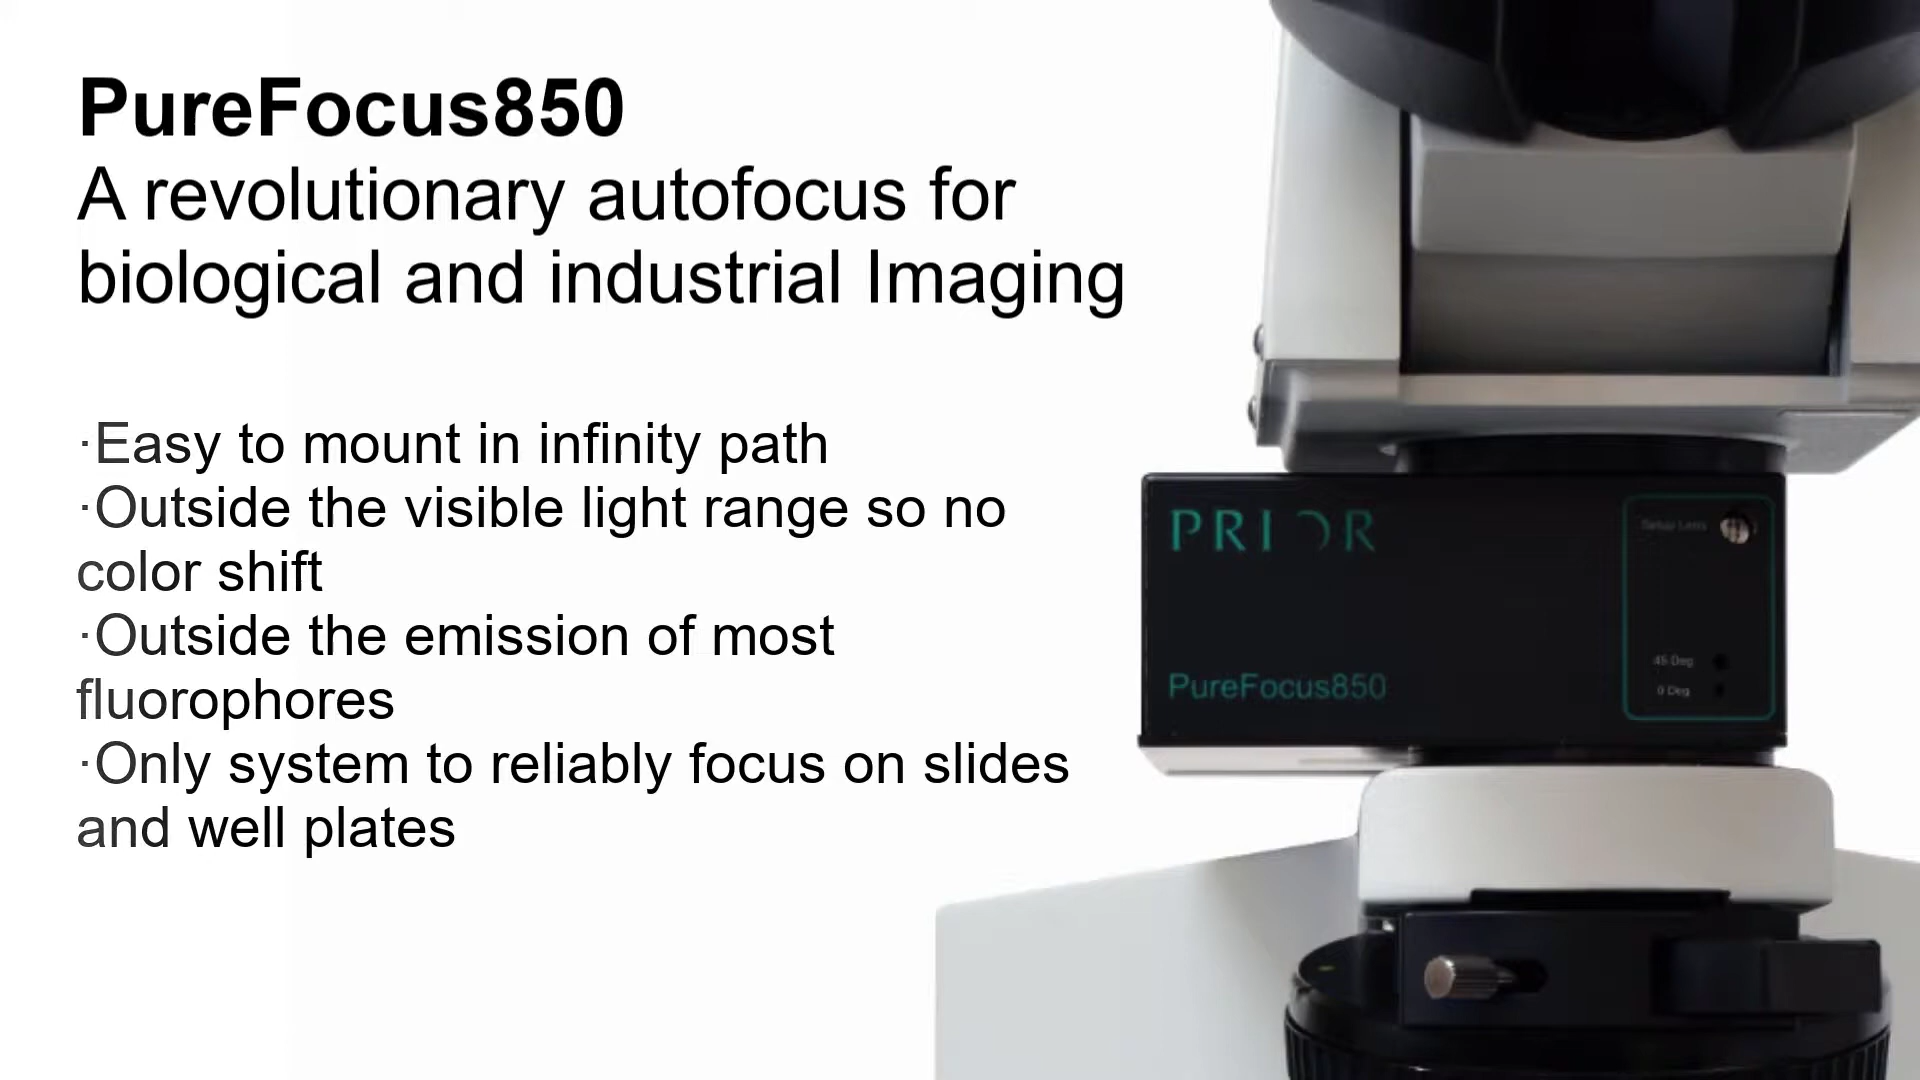 PureFocus850
A revolutionary autofocus for
biological and industrial Imaging
·Easy to mount in infinity path
·Outside the visible light range so no
color shift
·Outside the emission of most
fluorophores
·Only system to reliably focus on slides
and well plates
PRIOR
Setup Lens
45 Deg
0 Deg
PureFocus850